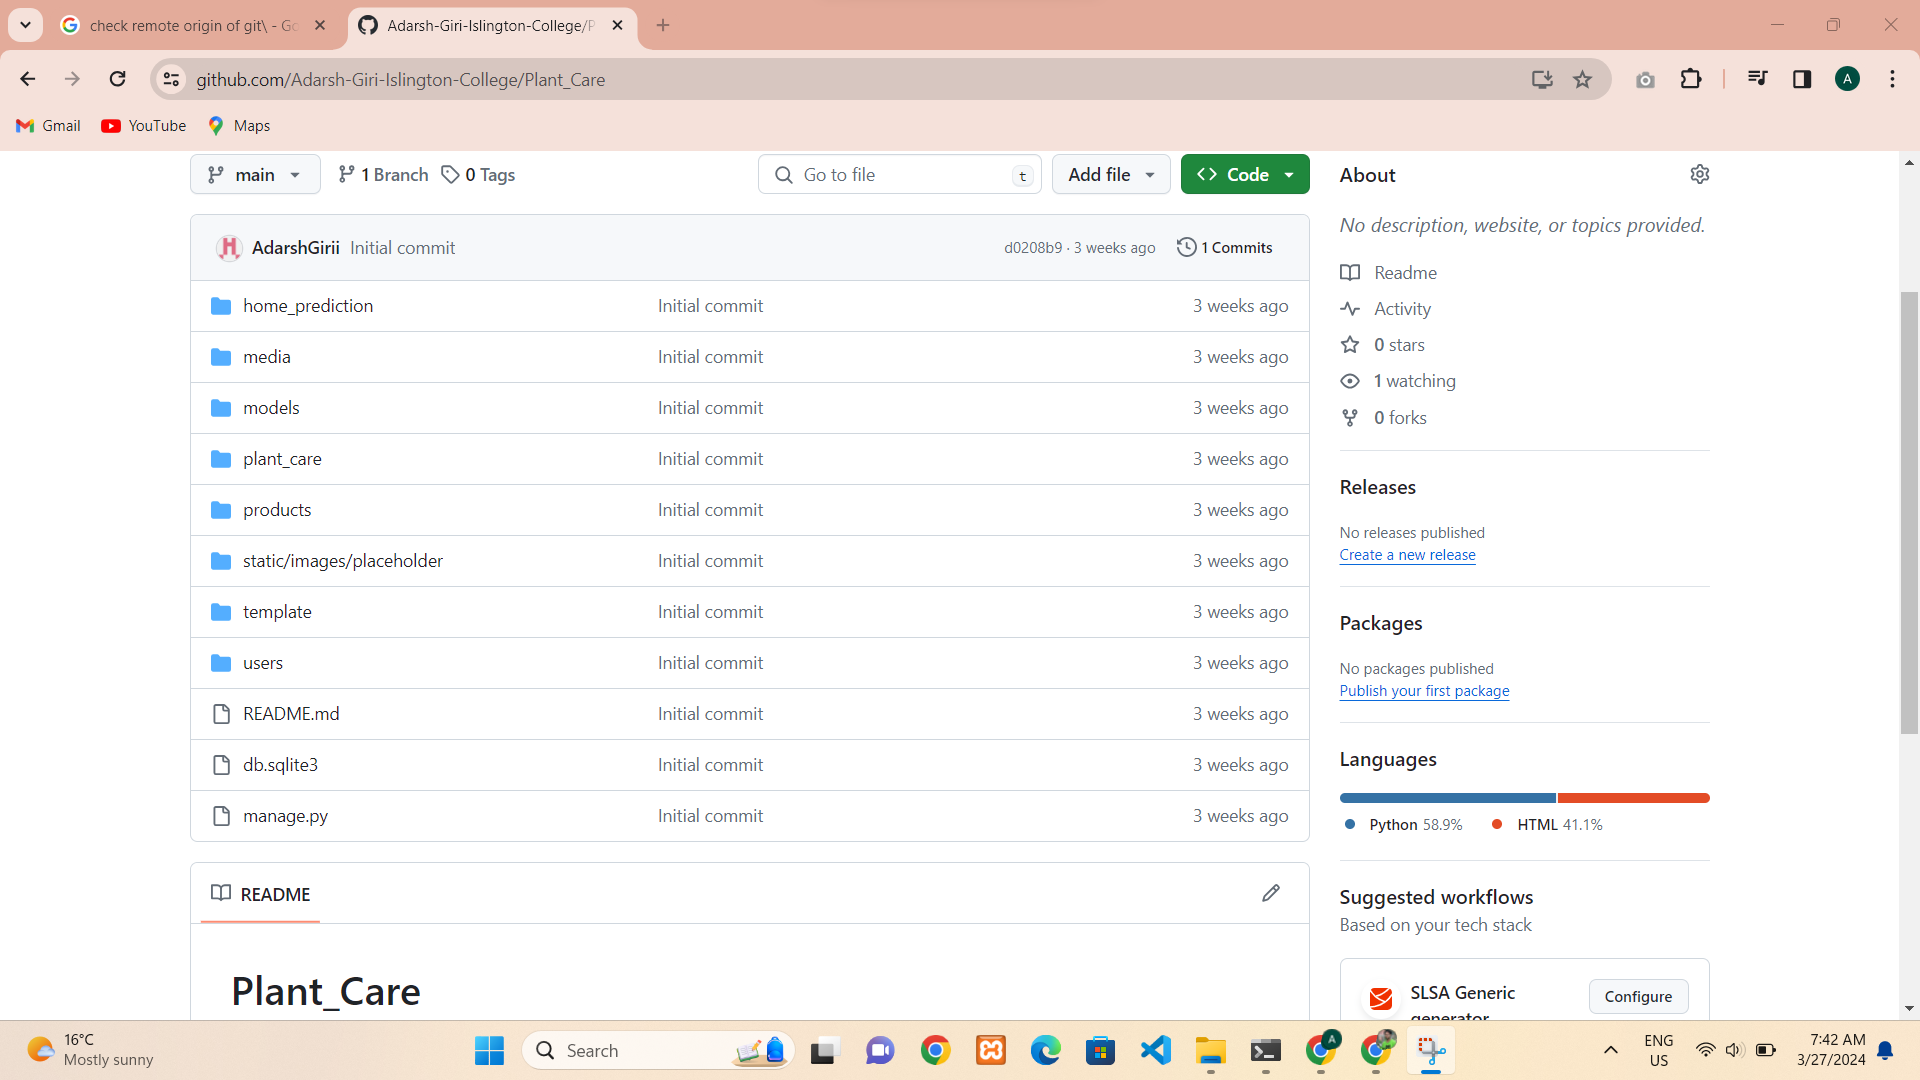 check remote origin of git\ - Go
Adarsh-Giri-Islington-College/P
github.com/Adarsh-Giri-Islington-College/Plant_Care
A
Gmail
YouTube
Maps
main
1 Branch
0 Tags
Go to file
t
Add file
<> Code
About
No description, website, or topics provided.
AdarshGirii Initial commit
d0208b9 · 3 weeks ago
1 Commits
home_prediction Initial commit 3 weeks ago
media Initial commit 3 weeks ago
models Initial commit 3 weeks ago
plant_care Initial commit 3 weeks ago
products Initial commit 3 weeks ago
static/images/placeholder Initial commit 3 weeks ago
template Initial commit 3 weeks ago
users Initial commit 3 weeks ago
README.md Initial commit 3 weeks ago
db.sqlite3 Initial commit 3 weeks ago
manage.py Initial commit 3 weeks ago
README
Plant_Care
Readme
Activity
0 stars
1 watching
0 forks
Releases
No releases published
Create a new release
Packages
No packages published
Publish your first package
Languages
Python 58.9%
HTML 41.1%
Suggested workflows
Based on your tech stack
SLSA Generic
generator
Configure
16°C
Mostly sunny
Search
A
ENG
US
7:42 AM
3/27/2024